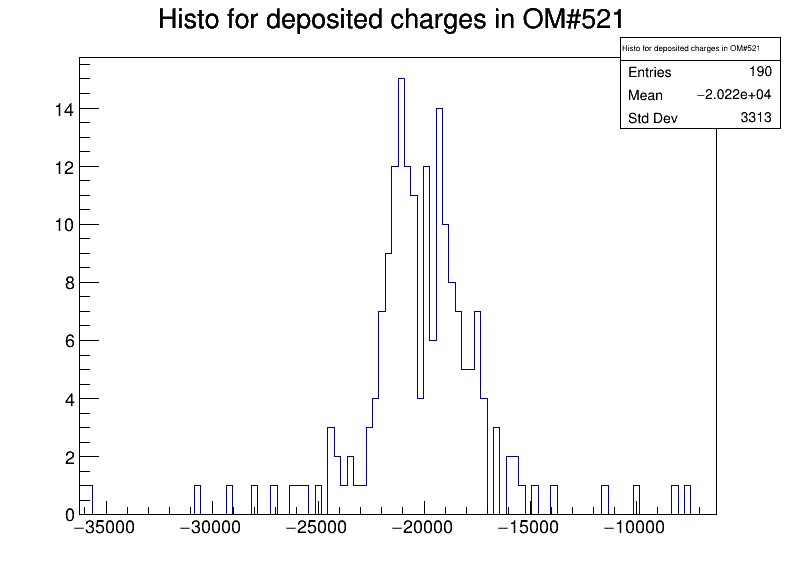 Histo for deposited charges in OM#521
Histo for deposited charges in OM#521
Entries 190
Mean −2.022e+04
Std Dev 3313
14
12
10
8
6
4
2
0
−35000 −30000 −25000 −20000 −15000 −10000